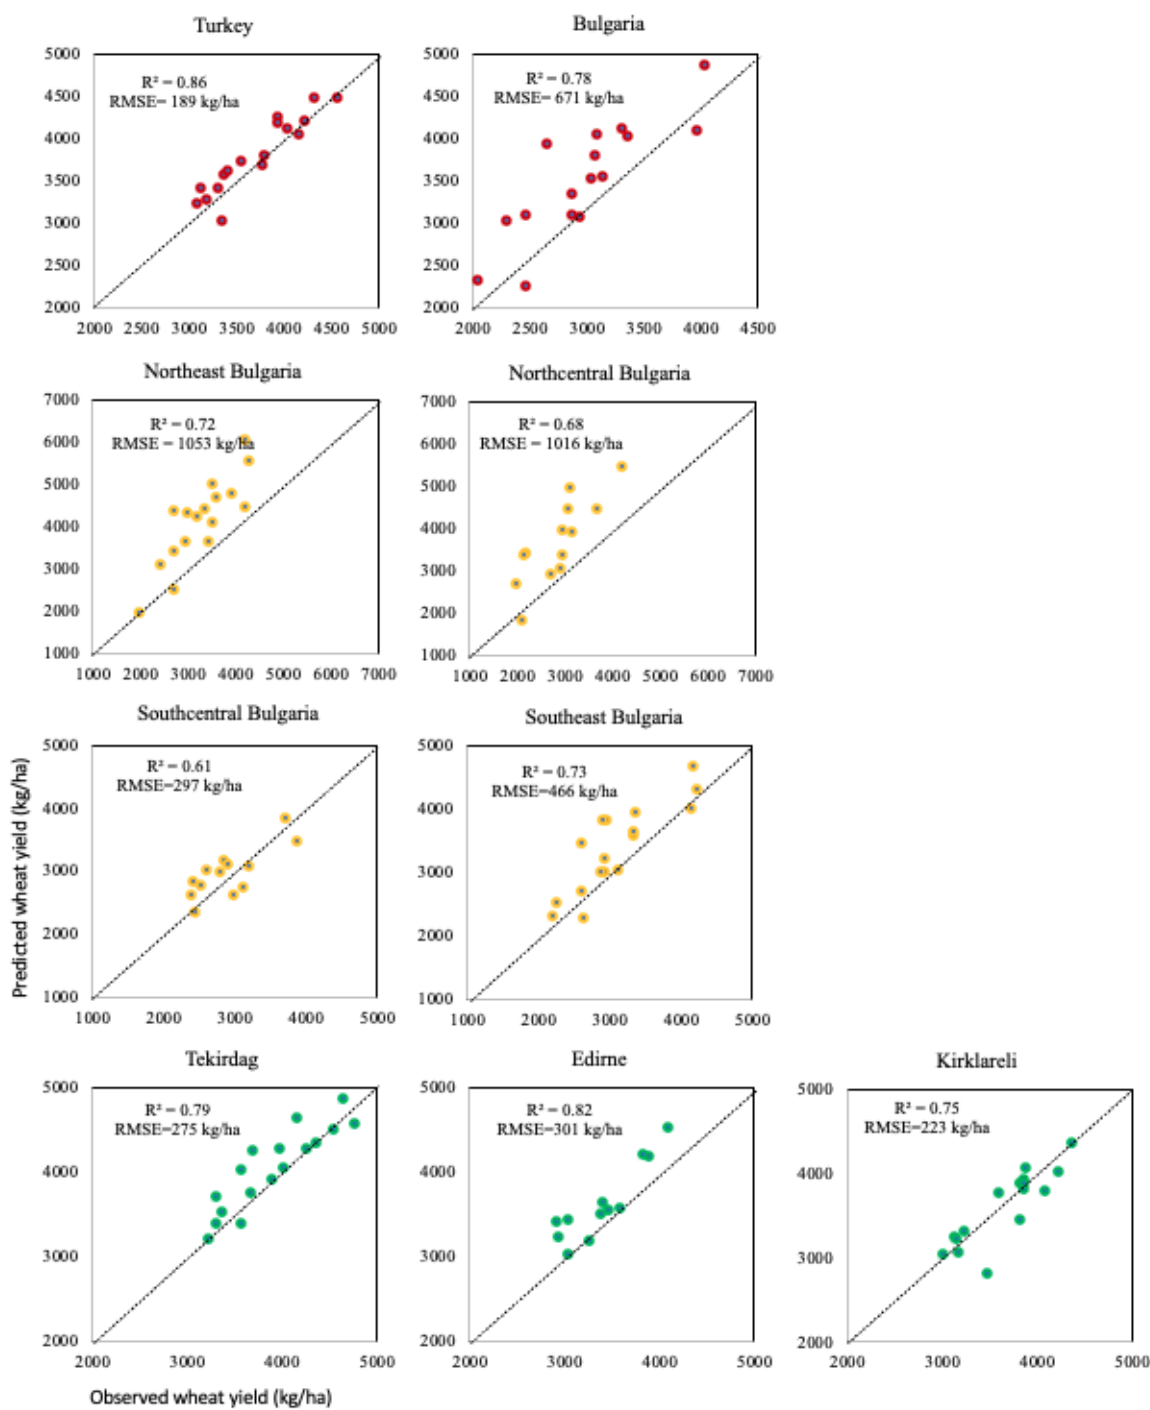 Turkey
R² = 0.86
RMSE= 189 kg/ha
5000
4500
4000
3500
3000
2500
2000
2000 2500 3000 3500 4000 4500 5000
Bulgaria
R² = 0.78
RMSE= 671 kg/ha
5000
4500
4000
3500
3000
2500
2000
2000 2500 3000 3500 4000 4500
Northeast Bulgaria
R² = 0.72
RMSE = 1053 kg/ha
7000
6000
5000
4000
3000
2000
1000
1000 2000 3000 4000 5000 6000 7000
Northcentral Bulgaria
R² = 0.68
RMSE = 1016 kg/ha
7000
6000
5000
4000
3000
2000
1000
1000 2000 3000 4000 5000 6000 7000
Predicted wheat yield (kg/ha)
Southcentral Bulgaria
R² = 0.61
RMSE=297 kg/ha
5000
4000
3000
2000
1000
1000 2000 3000 4000 5000
Southeast Bulgaria
R² = 0.73
RMSE=466 kg/ha
5000
4000
3000
2000
1000
1000 2000 3000 4000 5000
Tekirdag
R² = 0.79
RMSE=275 kg/ha
5000
4000
3000
2000
2000 3000 4000 5000
Edirne
R² = 0.82
RMSE=301 kg/ha
5000
4000
3000
2000
2000 3000 4000 5000
Kirklareli
R² = 0.75
RMSE=223 kg/ha
5000
4000
3000
2000
2000 3000 4000 5000
Observed wheat yield (kg/ha)